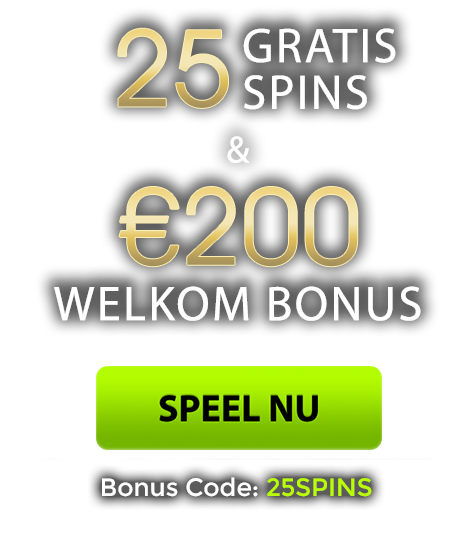 25 GRATIS
SPINS
&
€200
WELKOM BONUS
SPEEL NU
Bonus Code: 25SPINS